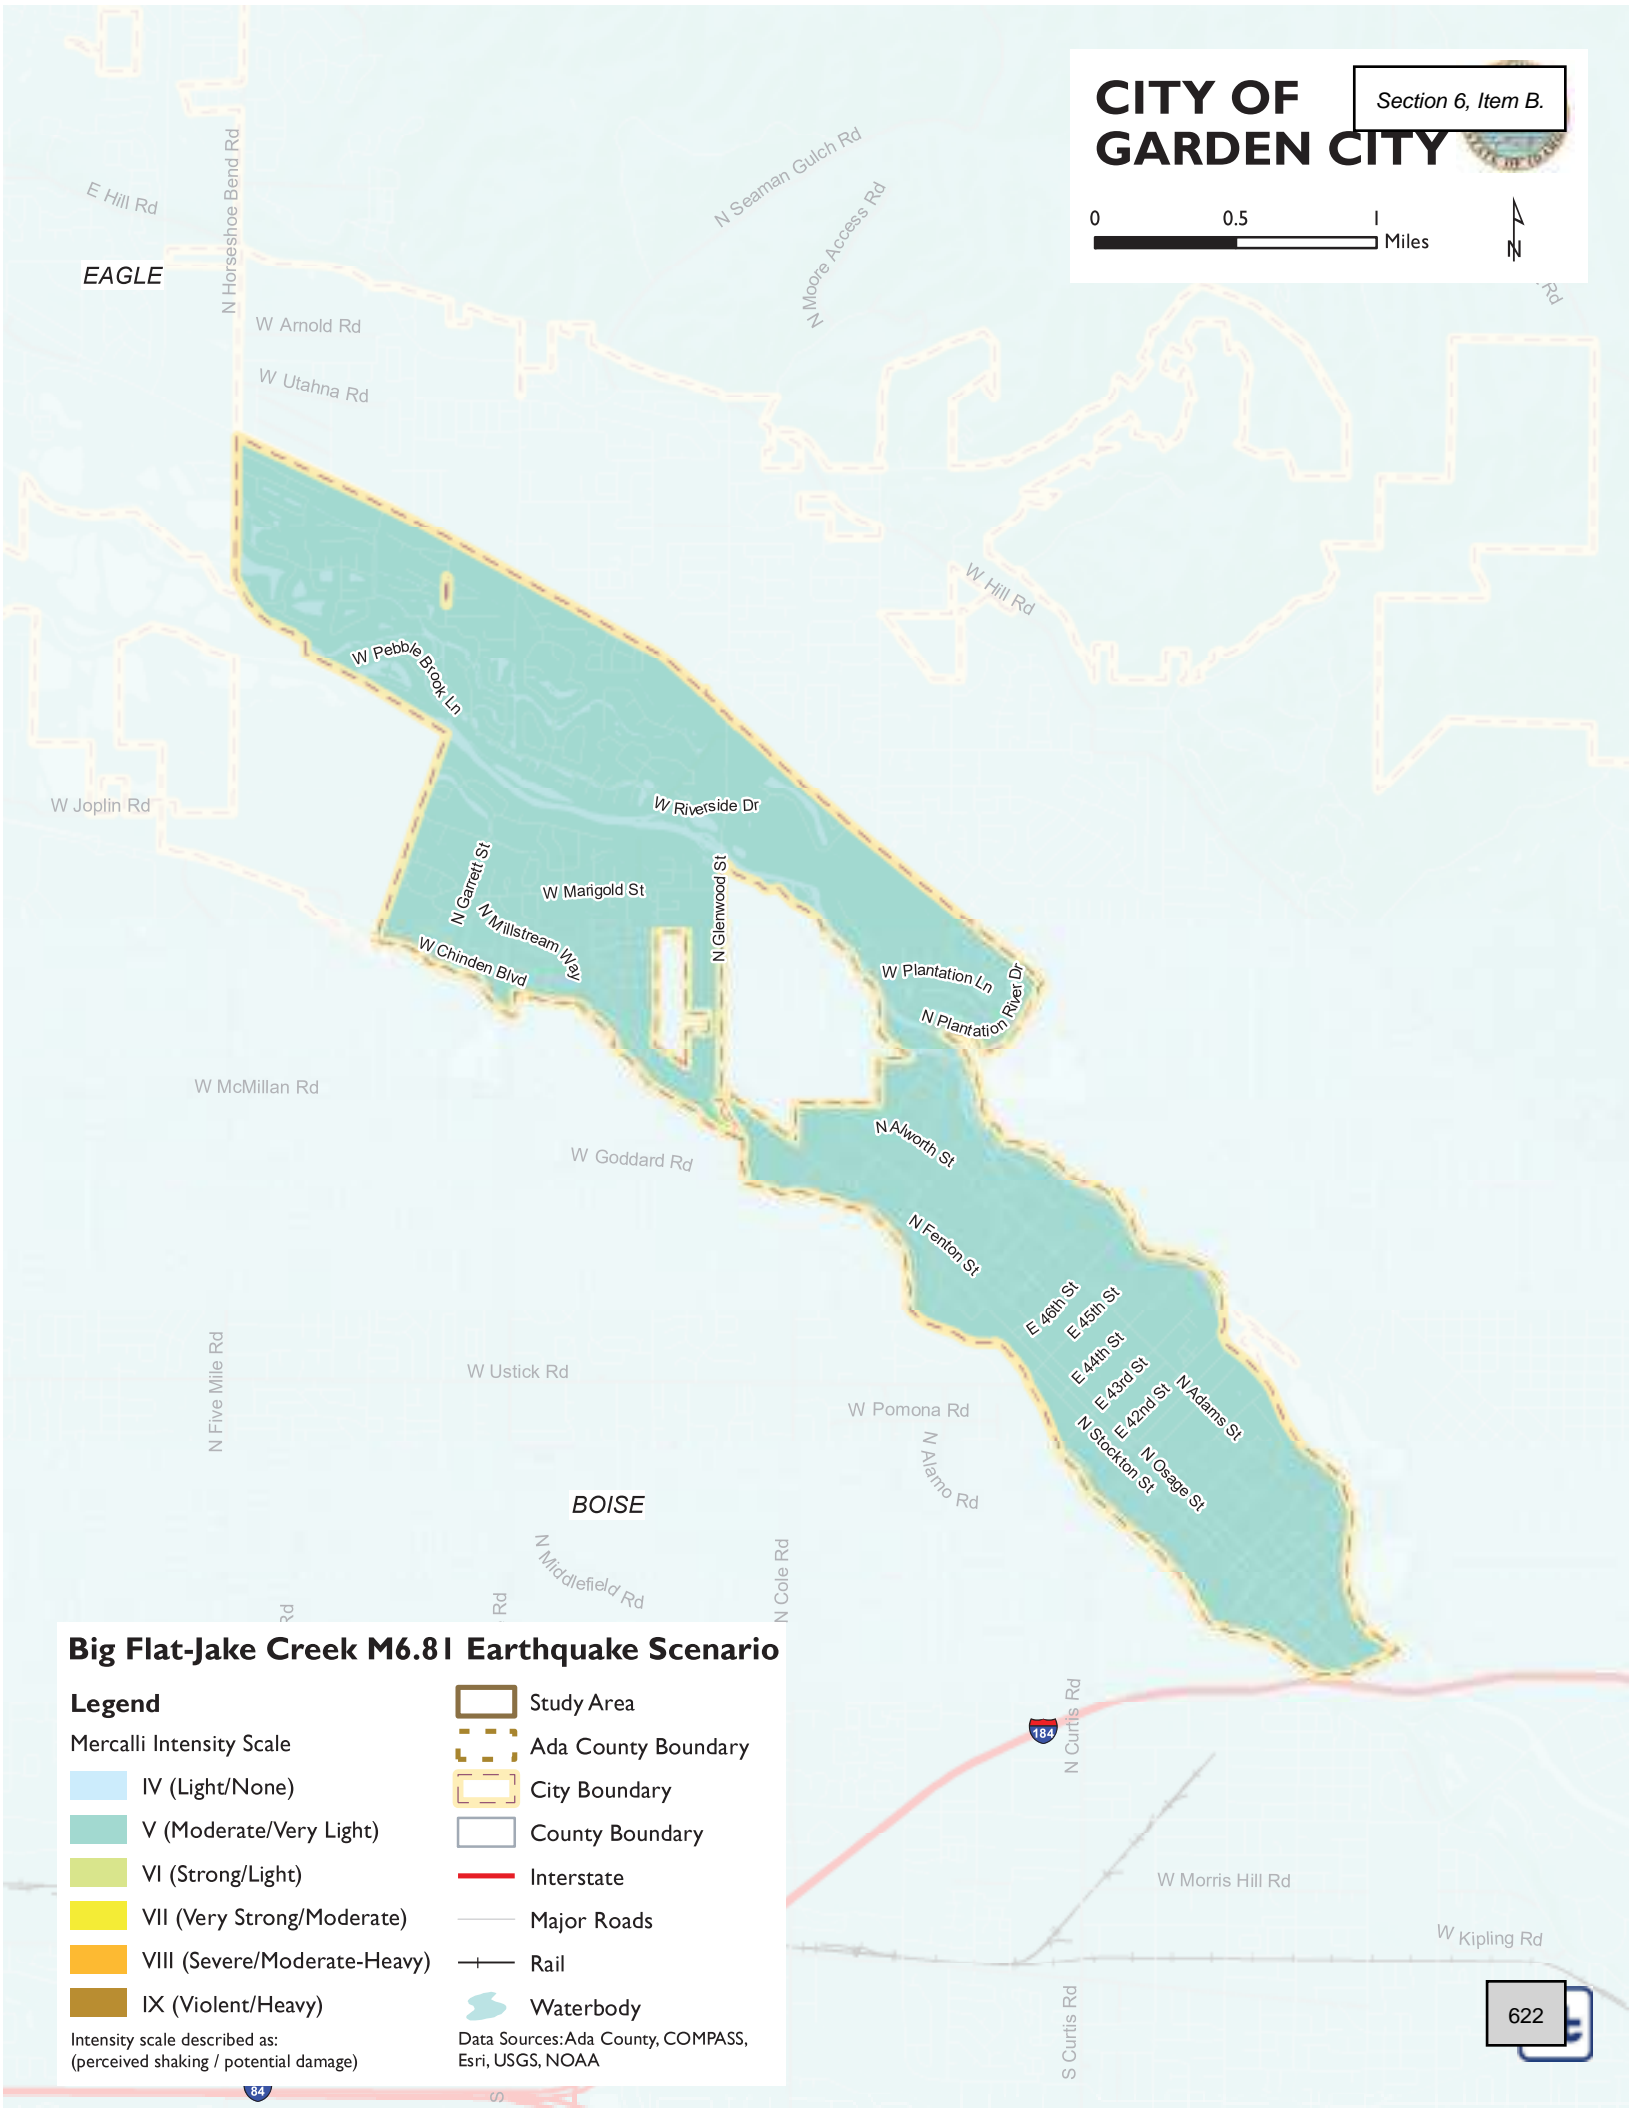 CITY OF
GARDEN CITY
Section 6, Item B.
STATE OF IDAHO
0 0.5 1
Miles
N
Rd
N Seaman Gulch Rd
N Moore Access Rd
E Hill Rd
N Horseshoe Bend Rd
EAGLE
W Arnold Rd
W Utahna Rd
W Hill Rd
W Pebble Brook Ln
W Joplin Rd
W Riverside Dr
N Garrett St
W Marigold St
N Glenwood St
N Millstream Way
W Chinden Blvd
W Plantation Ln
N Plantation River Dr
W McMillan Rd
N Alworth St
W Goddard Rd
N Fenton St
E 46th St
E 45th St
E 44th St
E 43rd St
E 42nd St
N Adams St
N Stockton St
N Osage St
N Five Mile Rd
W Ustick Rd
W Pomona Rd
N Alamo Rd
BOISE
N Middlefield Rd
N Cole Rd
Rd
Rd
Big Flat-Jake Creek M6.81 Earthquake Scenario
Legend
Mercalli Intensity Scale
IV (Light/None)
V (Moderate/Very Light)
VI (Strong/Light)
VII (Very Strong/Moderate)
VIII (Severe/Moderate-Heavy)
IX (Violent/Heavy)
Intensity scale described as:
(perceived shaking / potential damage)
Study Area
Ada County Boundary
City Boundary
County Boundary
Interstate
Major Roads
Rail
Waterbody
Data Sources: Ada County, COMPASS,
Esri, USGS, NOAA
184
N Curtis Rd
W Morris Hill Rd
W Kipling Rd
S Curtis Rd
622
t
84
S